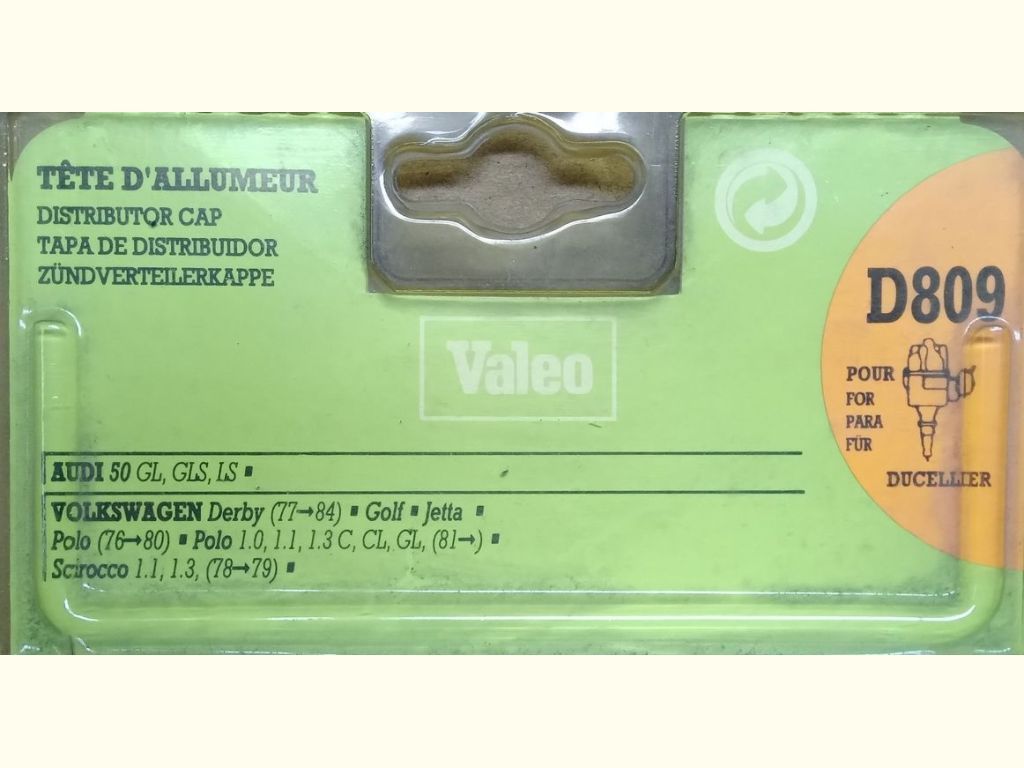 TÊTE D'ALLUMEUR
DISTRIBUTOR CAP
TAPA DE DISTRIBUIDOR
ZÜNDVERTEILERKAPPE
D809
Valeo
POUR
FOR
PARA
FÜR
DUCELLIER
AUDI 50 GL, GLS, LS ▪
VOLKSWAGEN Derby (77→84) ▪ Golf ▪ Jetta ▪
Polo (76→80) ▪ Polo 1.0, 1.1, 1.3 C, CL, GL, (81→) ▪
Scirocco 1.1, 1.3, (78→79) ▪